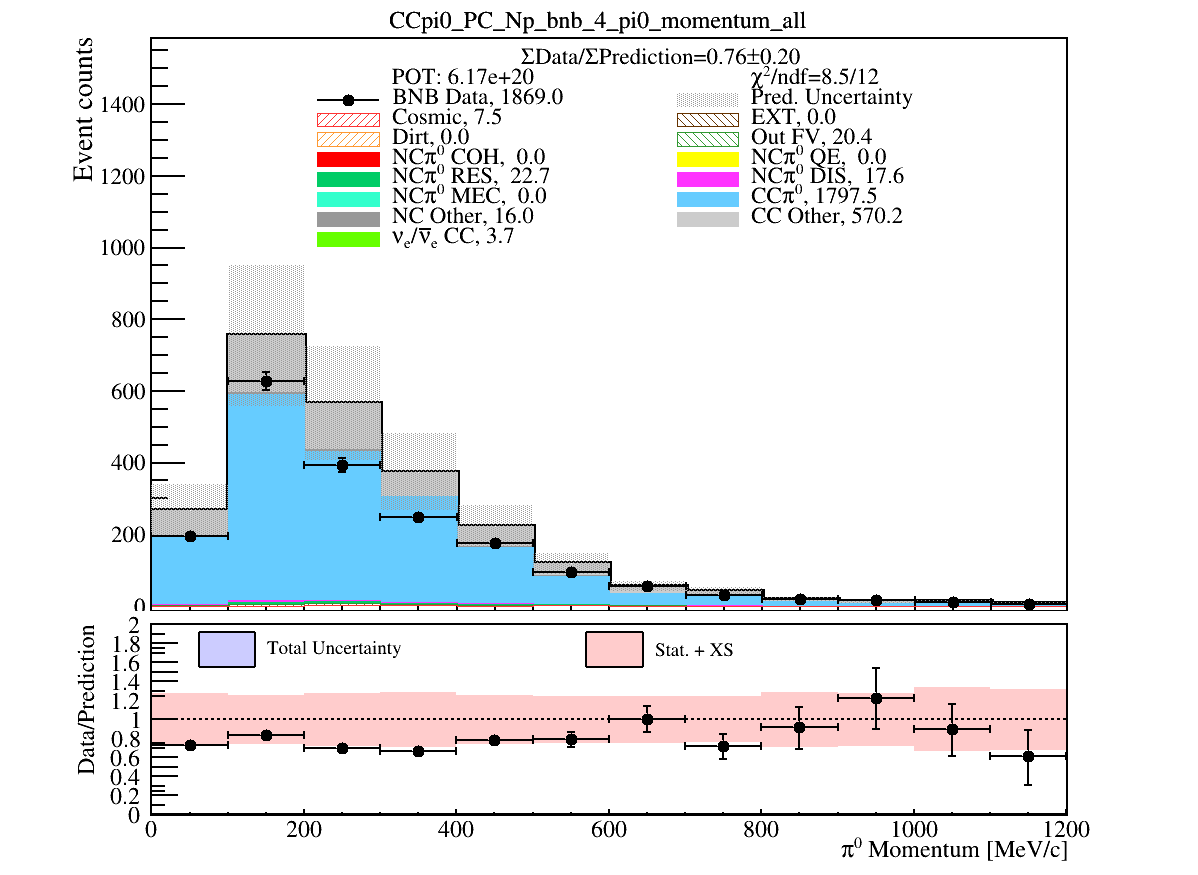 CCpi0_PC_Np_bnb_4_pi0_momentum_all
ΣData/ΣPrediction=0.76±0.20
POT: 6.17e+20
χ²/ndf=8.5/12
BNB Data, 1869.0
Pred. Uncertainty
Cosmic, 7.5
EXT, 0.0
Dirt, 0.0
Out FV, 20.4
NCπ⁰ COH, 0.0
NCπ⁰ QE, 0.0
NCπ⁰ RES, 22.7
NCπ⁰ DIS, 17.6
NCπ⁰ MEC, 0.0
CCπ⁰, 1797.5
NC Other, 16.0
CC Other, 570.2
νₑ/ν̅ₑ CC, 3.7
Event counts
1400
1200
1000
800
600
400
200
0
Total Uncertainty
Stat. + XS
Data/Prediction
2
1.8
1.6
1.4
1.2
1
0.8
0.6
0.4
0.2
0
0 200 400 600 800 1000 1200
π⁰ Momentum [MeV/c]